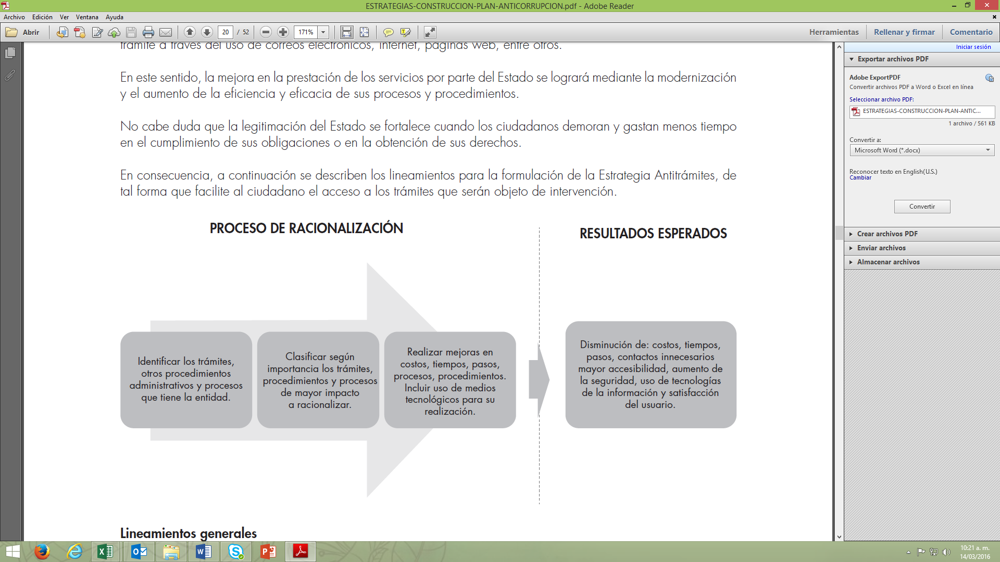 ESTRATEGIAS-CONSTRUCCION-PLAN-ANTICORRUPCION.pdf - Adobe Reader
Archivo Edición Ver Ventana Ayuda
Abrir 20 / 52 171% Herramientas Rellenar y firmar Comentario
trámite a través del uso de correos electrónicos, internet, páginas web, entre otros.
En este sentido, la mejora en la prestación de los servicios por parte del Estado se logrará mediante la modernización
y el aumento de la eficiencia y eficacia de sus procesos y procedimientos.
No cabe duda que la legitimación del Estado se fortalece cuando los ciudadanos demoran y gastan menos tiempo
en el cumplimiento de sus obligaciones o en la obtención de sus derechos.
En consecuencia, a continuación se describen los lineamientos para la formulación de la Estrategia Antitrámites, de
tal forma que facilite al ciudadano el acceso a los trámites que serán objeto de intervención.
PROCESO DE RACIONALIZACIÓN
Identificar los trámites,
otros procedimientos
administrativos y procesos
que tiene la entidad.
Clasificar según
importancia los trámites,
procedimientos y procesos
de mayor impacto
a racionalizar.
Realizar mejoras en
costos, tiempos, pasos,
procesos, procedimientos.
Incluir uso de medios
tecnológicos para su
realización.
RESULTADOS ESPERADOS
Disminución de: costos, tiempos,
pasos, contactos innecesarios
mayor accesibilidad, aumento de
la seguridad, uso de tecnologías
de la información y satisfacción
del usuario.
Lineamientos generales
Iniciar sesión
Exportar archivos PDF
Adobe ExportPDF
Convertir archivos PDF a Word o Excel en línea
Seleccionar archivo PDF:
ESTRATEGIAS-CONSTRUCCION-PLAN-ANTIC...
1 archivo / 561 KB
Convertir a:
Microsoft Word (*.docx)
Reconocer texto en English(U.S.)
Cambiar
Convertir
Crear archivos PDF
Enviar archivos
Almacenar archivos
10:21 a. m.
14/03/2016